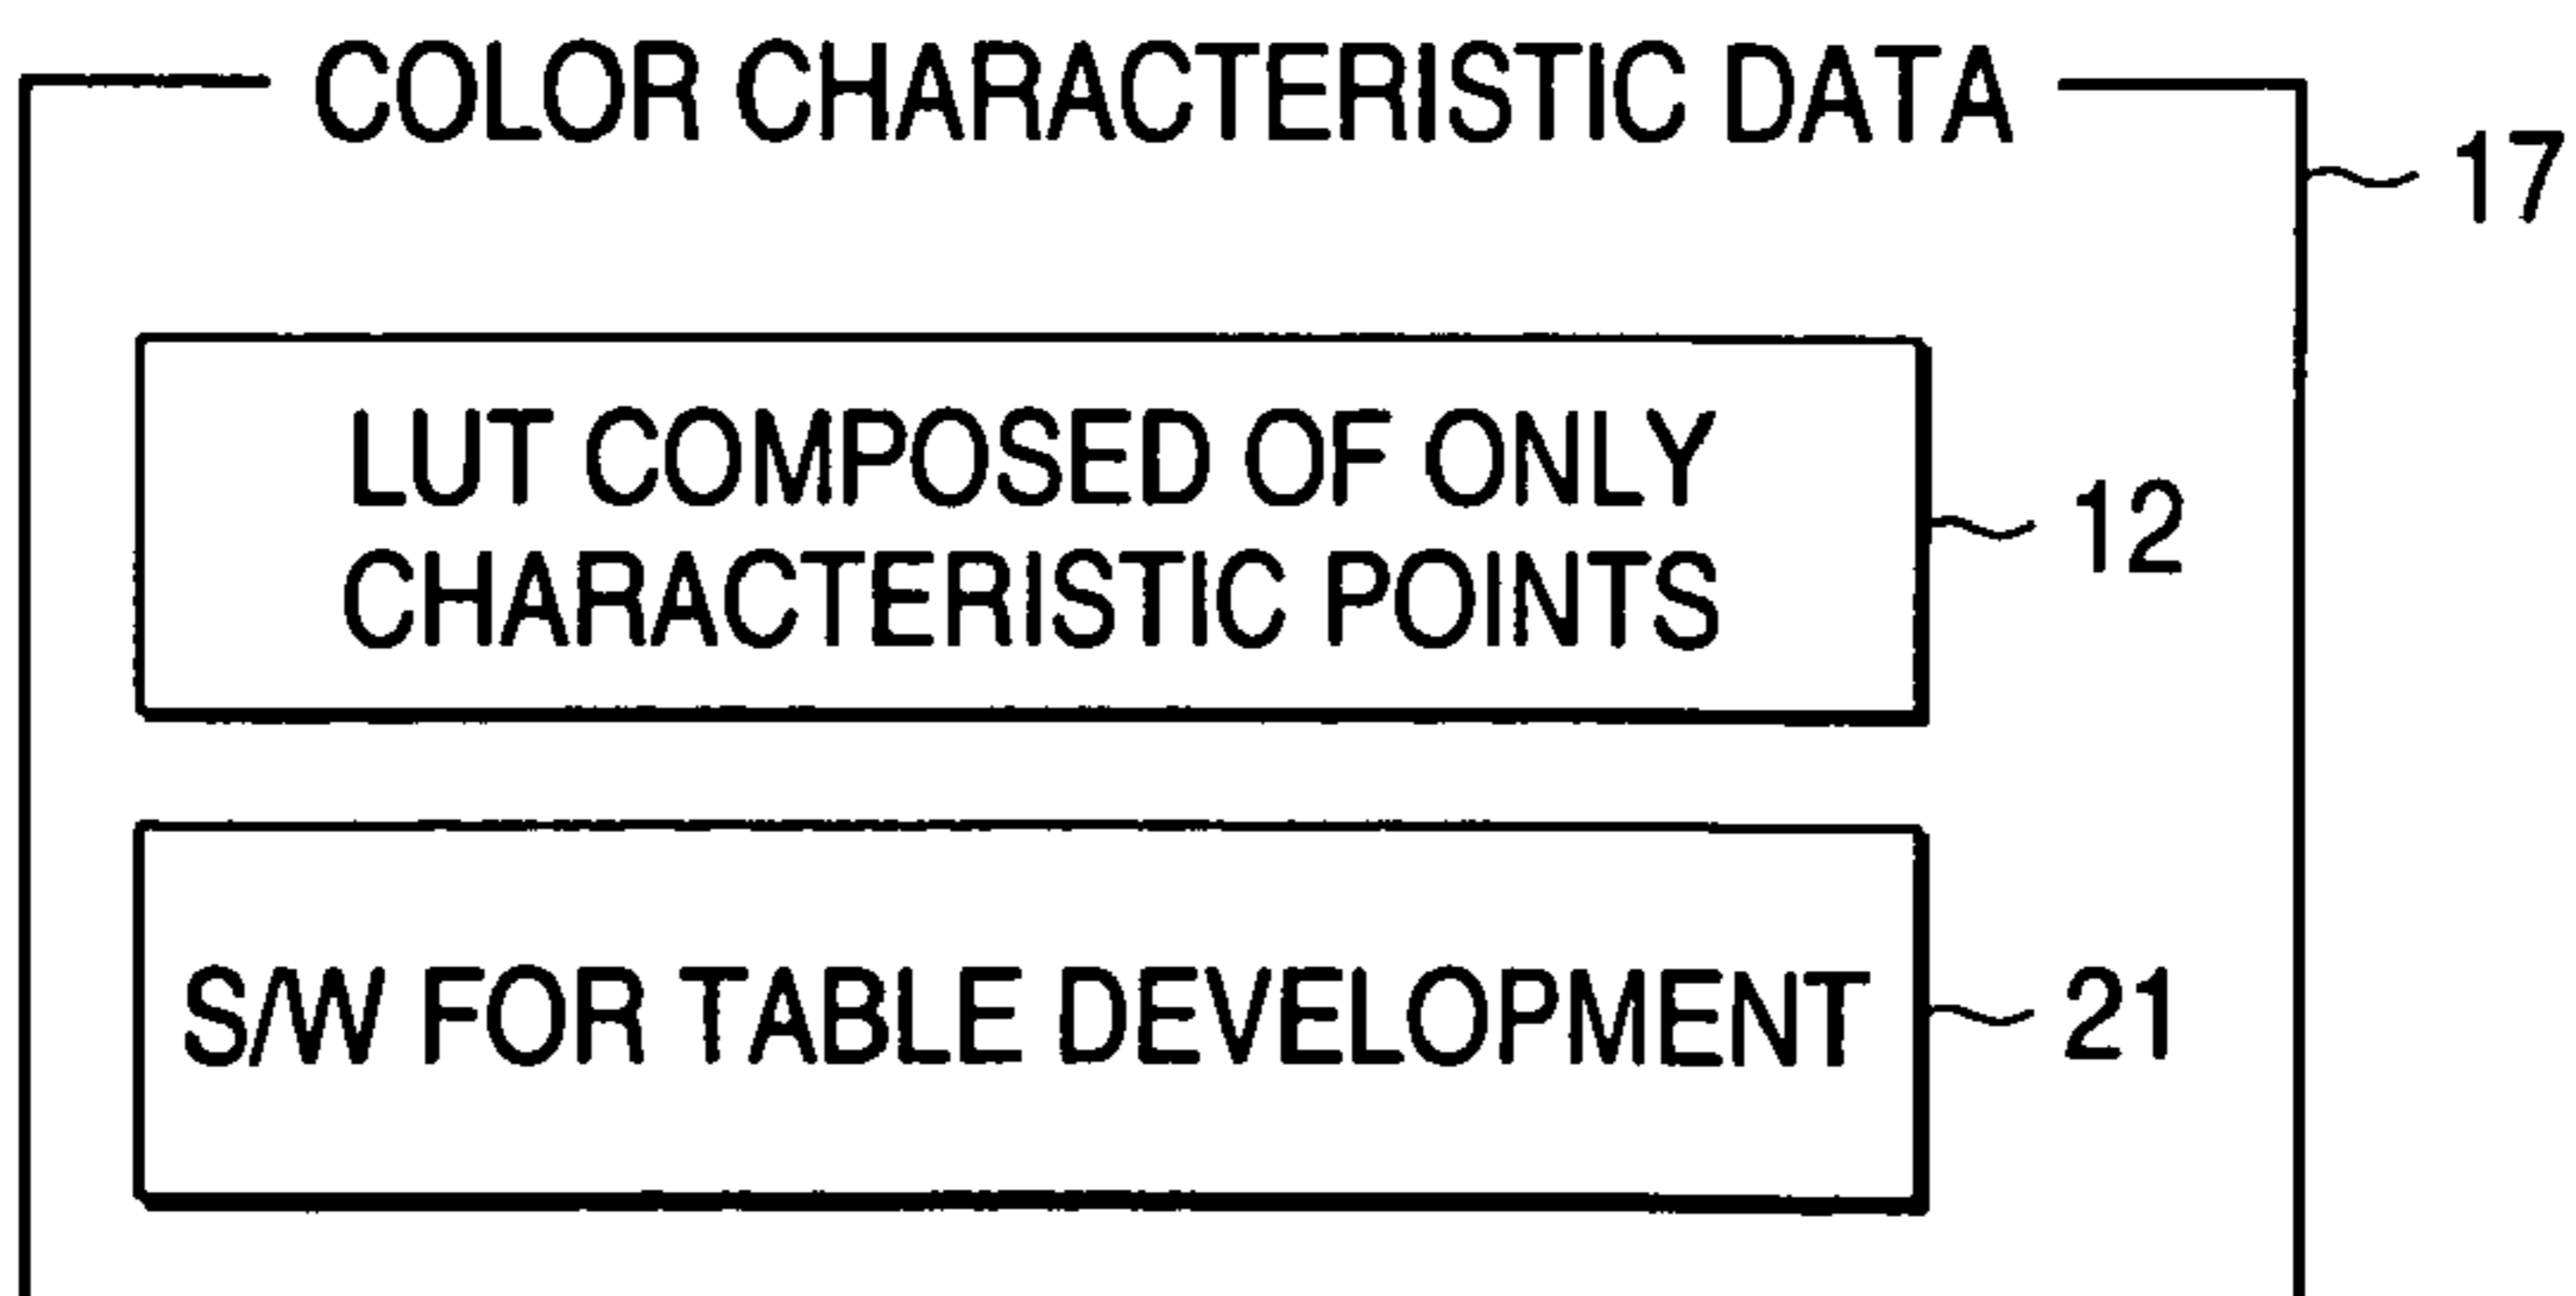 COLOR CHARACTERISTIC DATA
17
LUT COMPOSED OF ONLY
CHARACTERISTIC POINTS
12
S/W FOR TABLE DEVELOPMENT
21